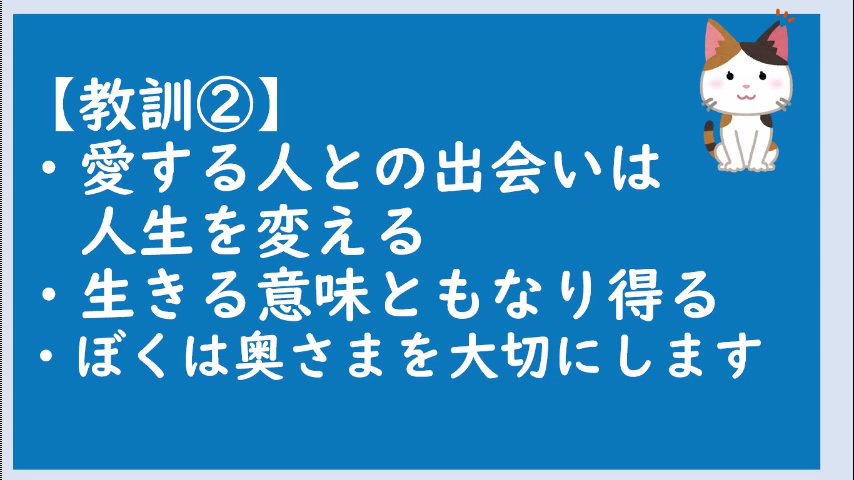 【教訓②】
・愛する人との出会いは
人生を変える
・生きる意味ともなり得る
・ぼくは奥さまを大切にします